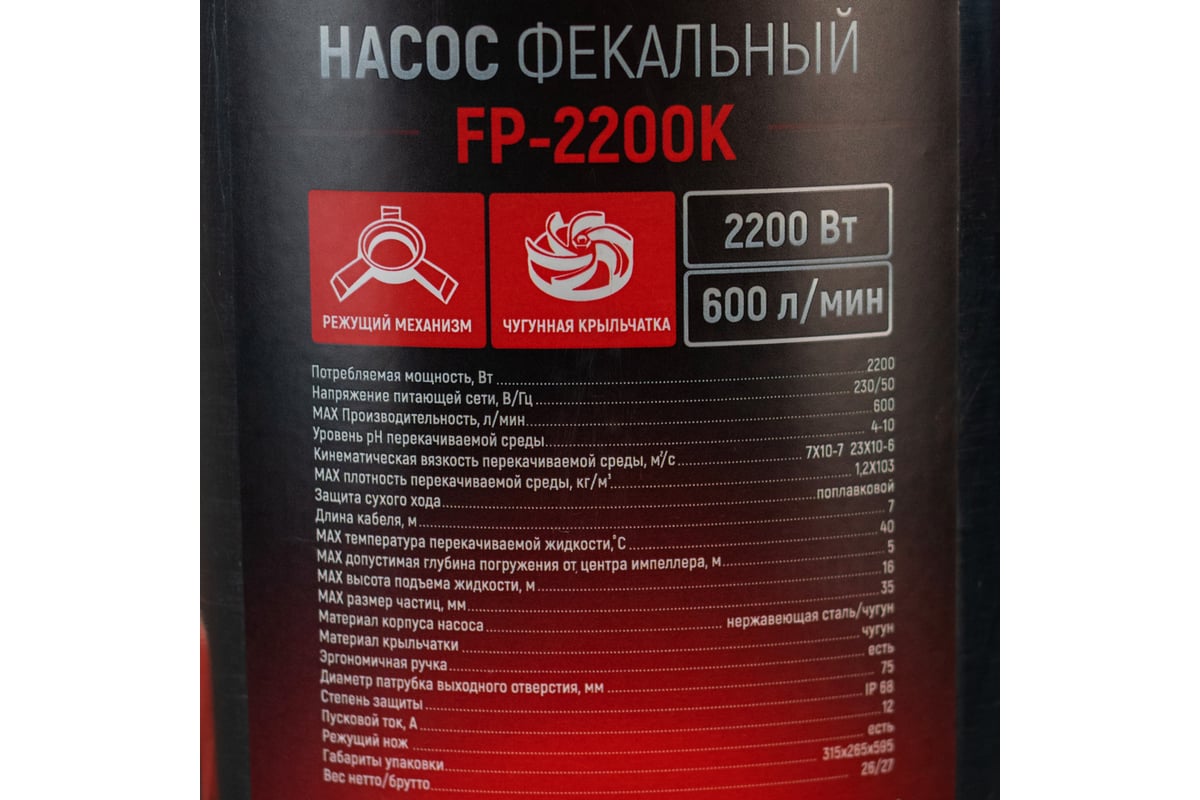 НАСОС ФЕКАЛЬНЫЙ
FP-2200K
РЕЖУЩИЙ МЕХАНИЗМ
ЧУГУННАЯ КРЫЛЬЧАТКА
2200 Вт
600 л/мин
Потребляемая мощность, Вт 2200
Напряжение питающей сети, В/Гц 230/50
MAX Производительность, л/мин 600
Уровень pH перекачиваемой среды 4-10
Кинематическая вязкость перекачиваемой среды, м²/с 7X10-7 23X10-6
MAX плотность перекачиваемой среды, кг/м³ 1,2X103
Защита сухого хода поплавковой
Длина кабеля, м 7
MAX температура перекачиваемой жидкости,°С 40
MAX допустимая глубина погружения от центра импеллера, м 5
MAX высота подъема жидкости, м 16
MAX размер частиц, мм 35
Материал корпуса насоса нержавеющая сталь/чугун
Материал крыльчатки чугун
Эргономичная ручка есть
Диаметр патрубка выходного отверстия, мм 75
Степень защиты IP 68
Пусковой ток, А 12
Режущий нож есть
Габариты упаковки 315x265x595
Вес нетто/брутто 26/27